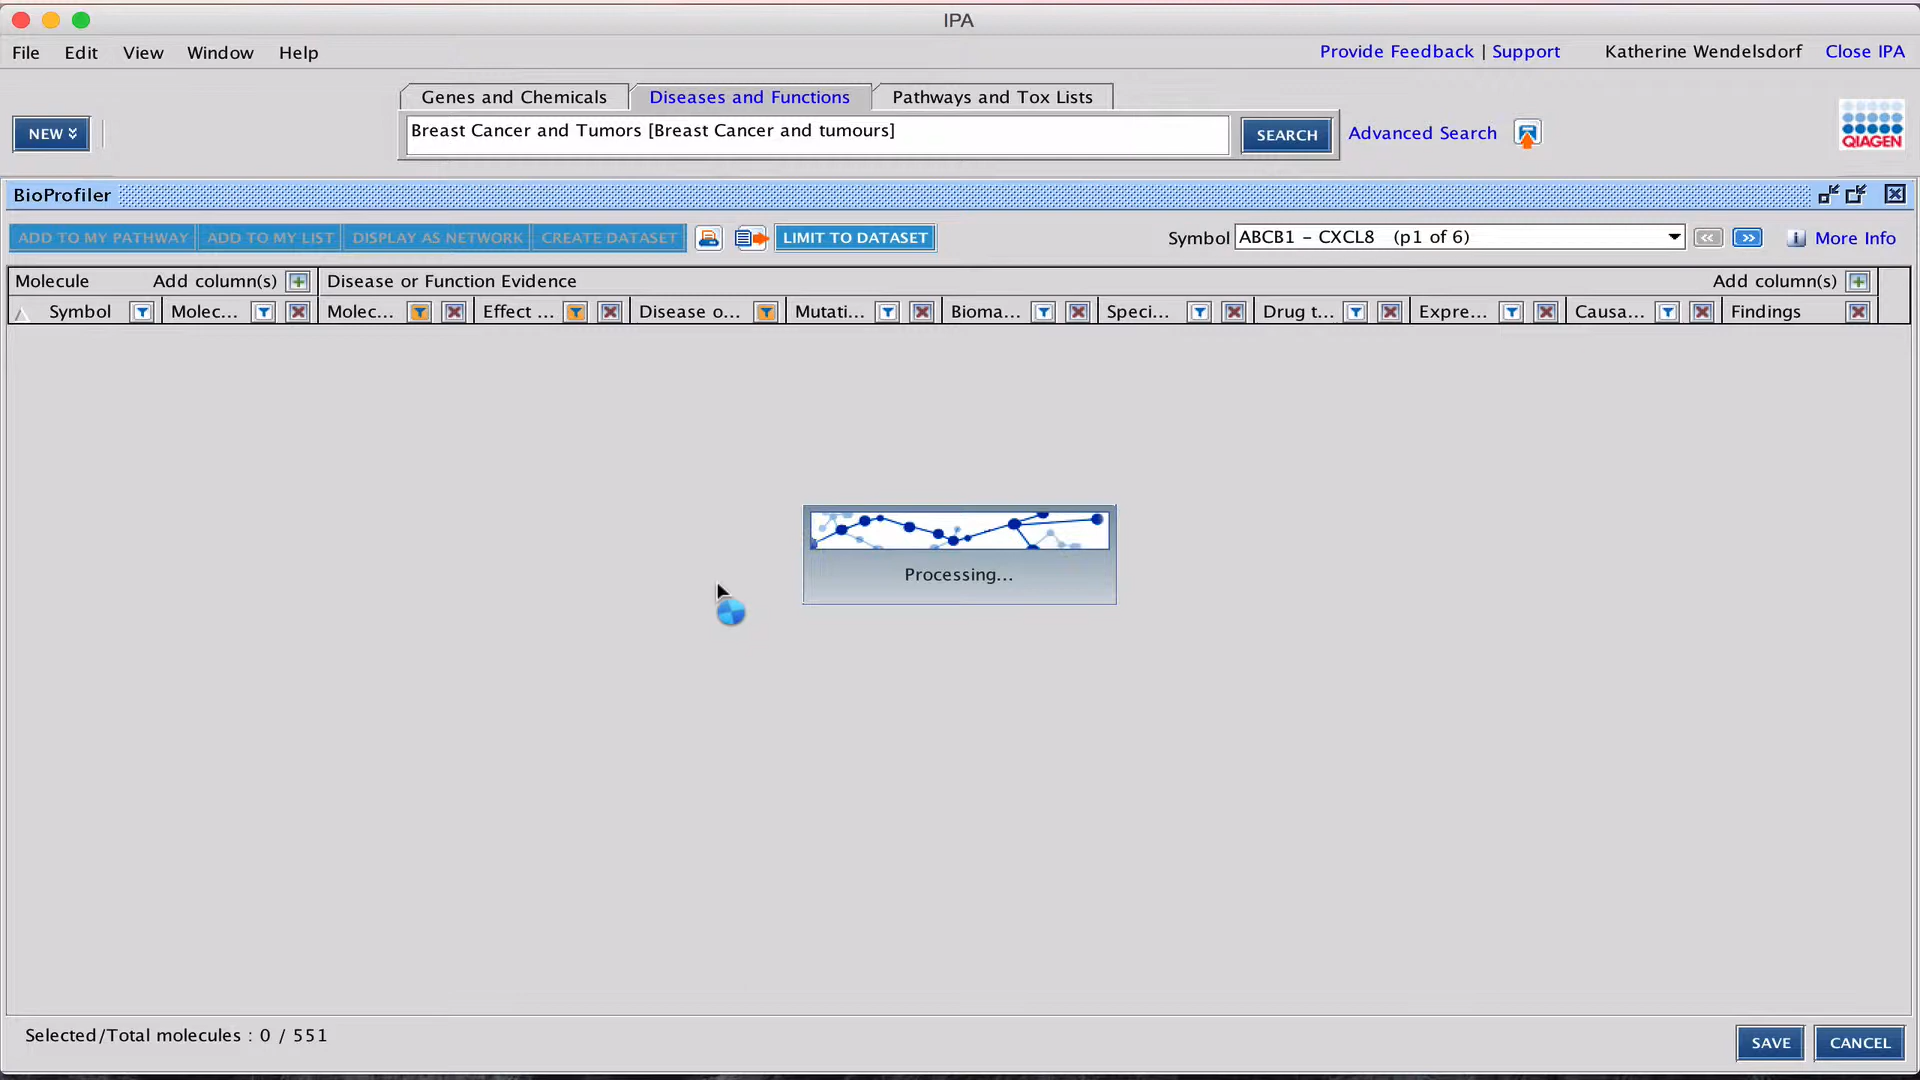 IPA
File Edit View Window Help
Provide Feedback | Support Katherine Wendelsdorf Close IPA
Genes and Chemicals Diseases and Functions Pathways and Tox Lists
NEW
Breast Cancer and Tumors [Breast Cancer and tumours]
SEARCH Advanced Search
QIAGEN
BioProfiler
ADD TO MY PATHWAY ADD TO MY LIST DISPLAY AS NETWORK CREATE DATASET LIMIT TO DATASET Symbol ABCB1 - CXCL8 (p1 of 6) << >> i More Info
Molecule Add column(s) + Disease or Function Evidence Add column(s) +
Symbol Molec... Molec... Effect ... Disease o... Mutati... Bioma... Speci... Drug t... Expre... Causa... Findings
Processing...
Selected/Total molecules : 0 / 551
SAVE CANCEL